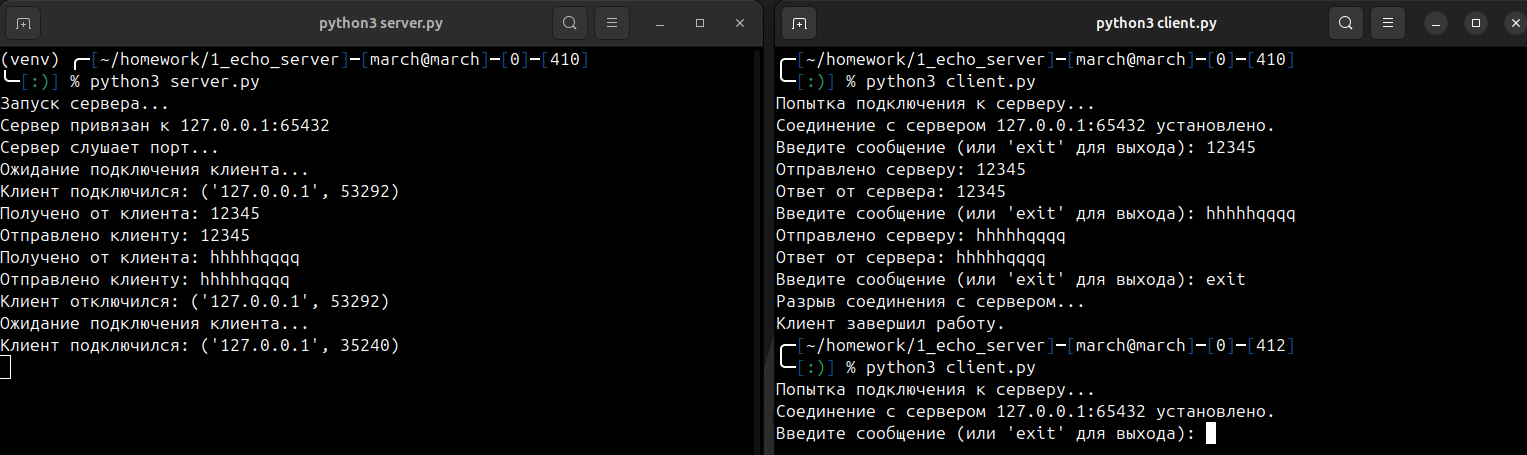 python3 server.py
(venv) ╭─[~/homework/1_echo_server]─[march@march]─[0]─[410]
╰─[:)] % python3 server.py
Запуск сервера...
Сервер привязан к 127.0.0.1:65432
Сервер слушает порт...
Ожидание подключения клиента...
Клиент подключился: ('127.0.0.1', 53292)
Получено от клиента: 12345
Отправлено клиенту: 12345
Получено от клиента: hhhhhqqqq
Отправлено клиенту: hhhhhqqqq
Клиент отключился: ('127.0.0.1', 53292)
Ожидание подключения клиента...
Клиент подключился: ('127.0.0.1', 35240)
python3 client.py
╭─[~/homework/1_echo_server]─[march@march]─[0]─[410]
╰─[:)] % python3 client.py
Попытка подключения к серверу...
Соединение с сервером 127.0.0.1:65432 установлено.
Введите сообщение (или 'exit' для выхода): 12345
Отправлено серверу: 12345
Ответ от сервера: 12345
Введите сообщение (или 'exit' для выхода): hhhhhqqqq
Отправлено серверу: hhhhhqqqq
Ответ от сервера: hhhhhqqqq
Введите сообщение (или 'exit' для выхода): exit
Разрыв соединения с сервером...
Клиент завершил работу.
╭─[~/homework/1_echo_server]─[march@march]─[0]─[412]
╰─[:)] % python3 client.py
Попытка подключения к серверу...
Соединение с сервером 127.0.0.1:65432 установлено.
Введите сообщение (или 'exit' для выхода):